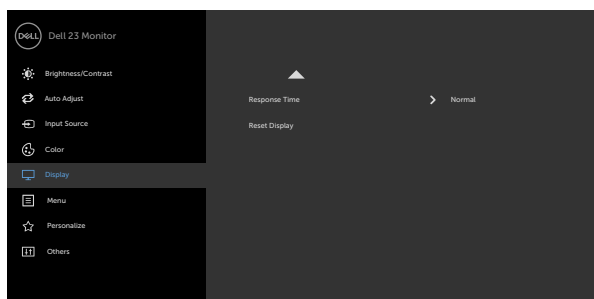 DELL Dell 23 Monitor
Brightness/Contrast
Auto Adjust
Response Time Normal
Input Source
Reset Display
Color
Display
Menu
Personalize
Others